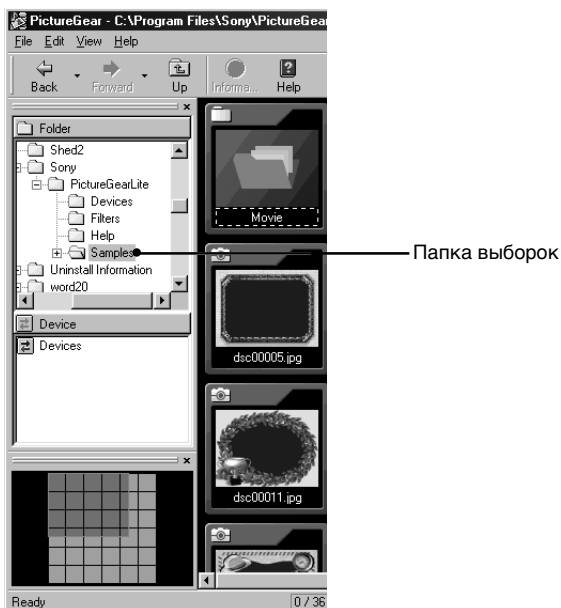 PictureGear - C:\Program Files\Sony\PictureGea
File Edit View Help
Back Forward Up Informa... Help
Folder
Shed2
Sony
PictureGearLite
Devices
Filters
Help
Samples
Uninstall Information
word20
Device
Devices
Movie
dsc00005.jpg
dsc00011.jpg
Ready 0 / 36
Папка выборок